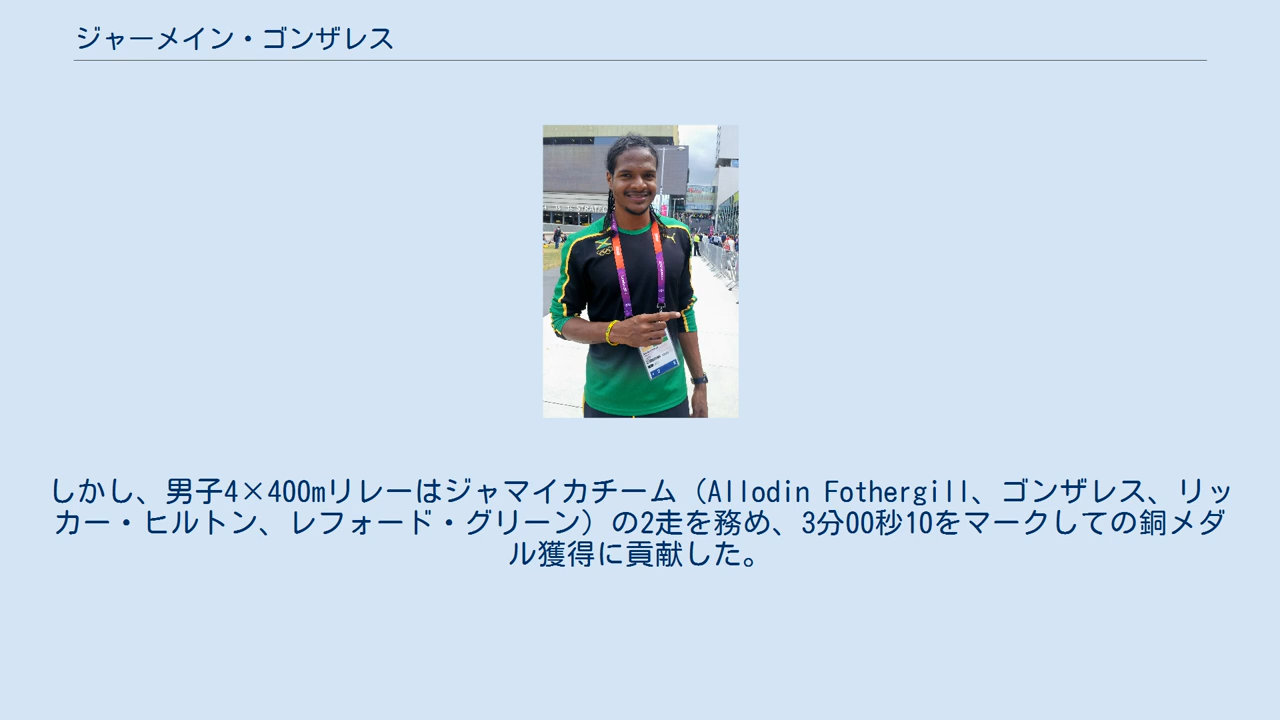 ジャーメイン・ゴンザレス
しかし、男子4×400mリレーはジャマイカチーム（Allodin Fothergill、ゴンザレス、リッ
カー・ヒルトン、レフォード・グリーン）の2走を務め、3分00秒10をマークしての銅メダ
ル獲得に貢献した。